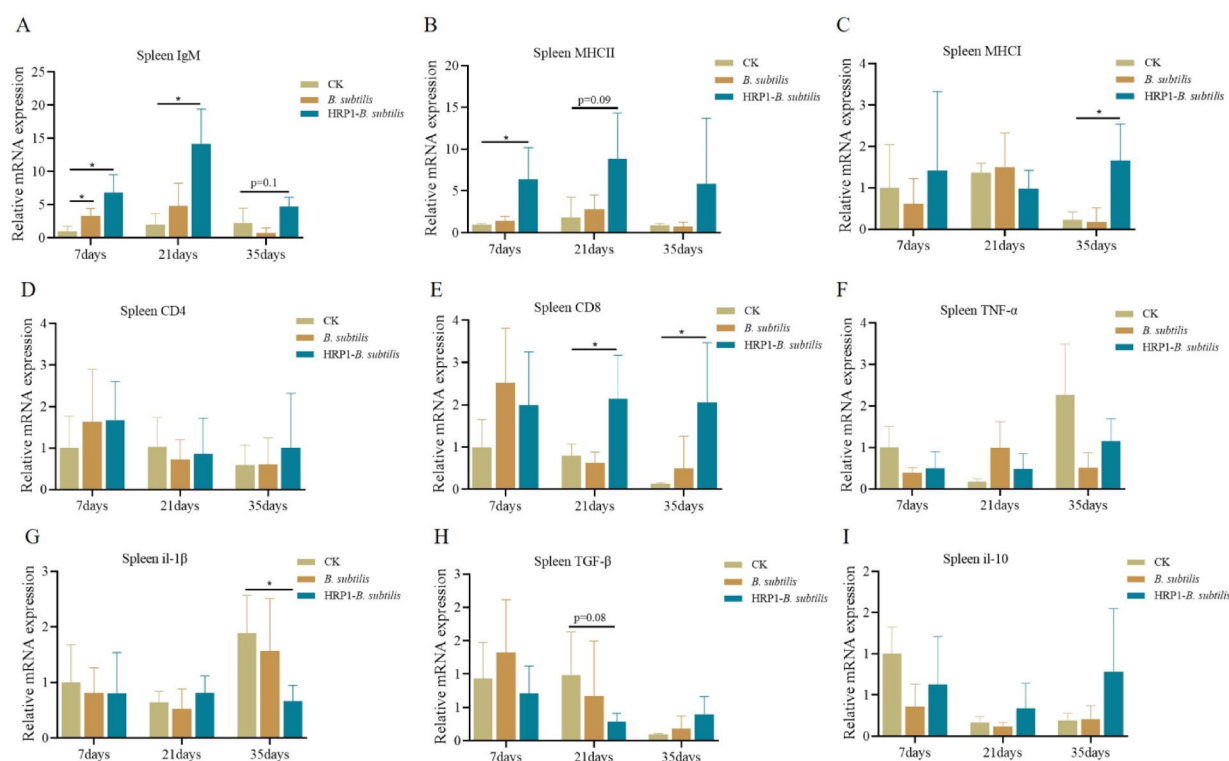 A
Spleen IgM
Relative mRNA expression
25
20
15
10
5
0
*
*
*
p=0.1
7days
21days
35days
CK
B. subtilis
HRP1-B. subtilis
B
Spleen MHCII
Relative mRNA expression
20
15
10
5
0
*
p=0.09
7days
21days
35days
CK
B. subtilis
HRP1-B. subtilis
C
Spleen MHCI
Relative mRNA expression
4
3
2
1
0
*
7days
21days
35days
CK
B. subtilis
HRP1-B. subtilis
D
Spleen CD4
Relative mRNA expression
4
3
2
1
0
7days
21days
35days
CK
B. subtilis
HRP1-B. subtilis
E
Spleen CD8
Relative mRNA expression
4
3
2
1
0
*
*
7days
21days
35days
CK
B. subtilis
HRP1-B. subtilis
F
Spleen TNF-α
Relative mRNA expression
4
3
2
1
0
7days
21days
35days
CK
B. subtilis
HRP1-B. subtilis
G
Spleen il-1β
Relative mRNA expression
3
2
1
0
*
7days
21days
35days
CK
B. subtilis
HRP1-B. subtilis
H
Spleen TGF-β
Relative mRNA expression
3
2
2
1
1
0
p=0.08
7days
21days
35days
CK
B. subtilis
HRP1-B. subtilis
I
Spleen il-10
Relative mRNA expression
2
2
1
1
0
7days
21days
35days
CK
B. subtilis
HRP1-B. subtilis